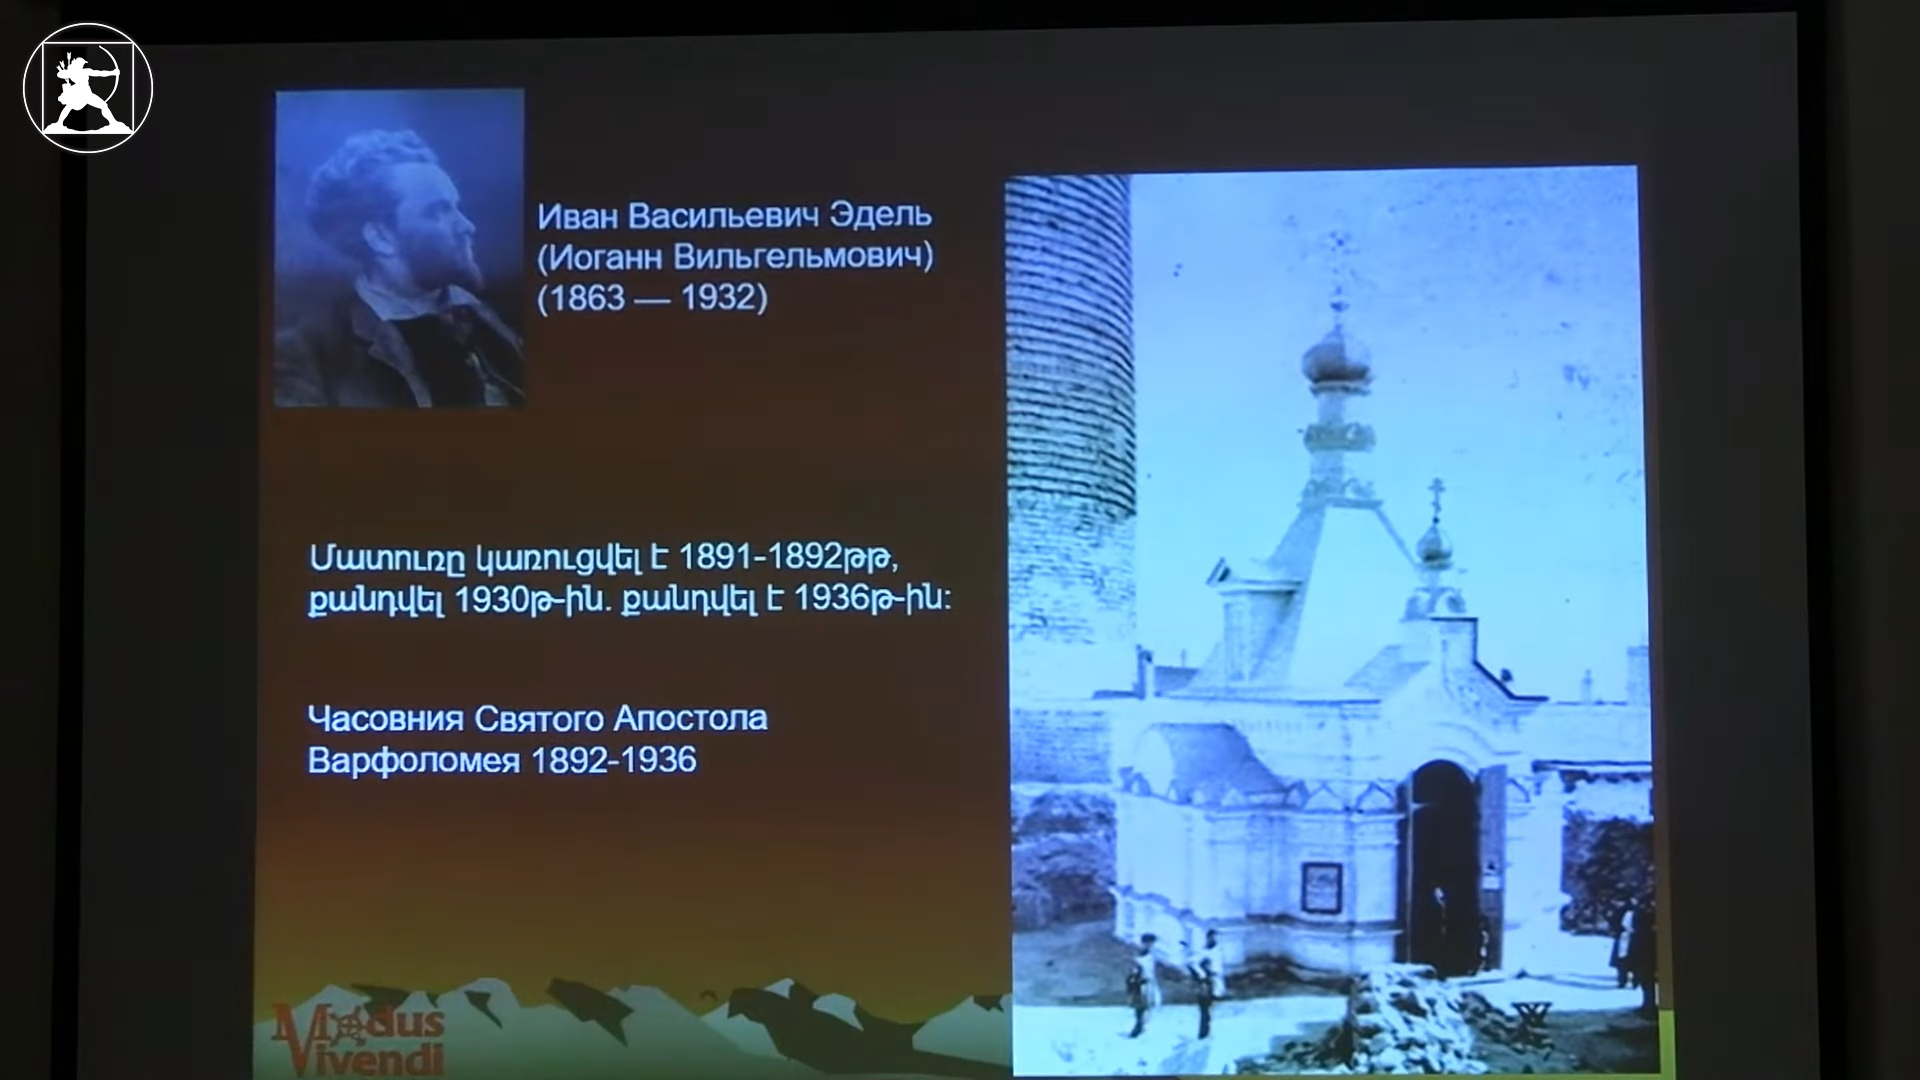 Иван Васильевич Эдель
(Иоганн Вильгельмович)
(1863 — 1932)
Մատուռը կառուցվել է 1891-1892թթ,
քանդվել 1930թ-ին. քանդվել է 1936թ-ին:
Часовния Святого Апостола
Варфоломея 1892-1936
Modus
Vivendi